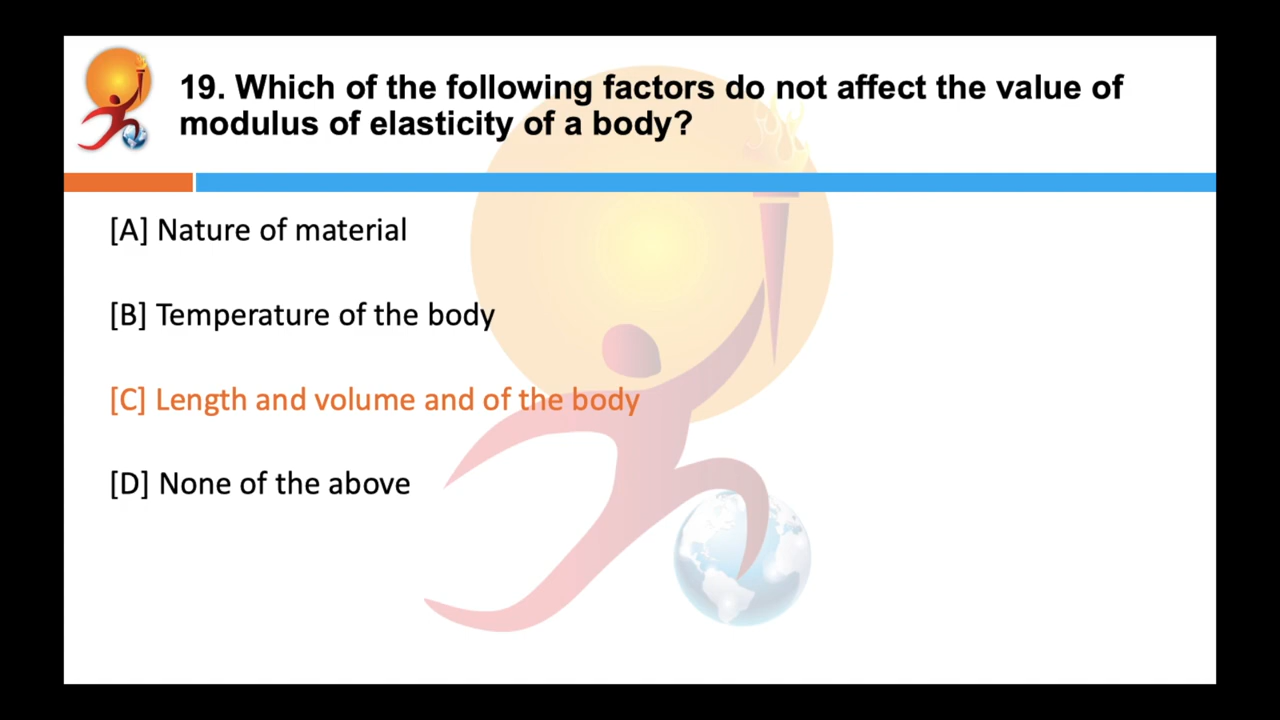 19. Which of the following factors do not affect the value of
modulus of elasticity of a body?
[A] Nature of material
[B] Temperature of the body
[C] Length and volume and of the body
[D] None of the above